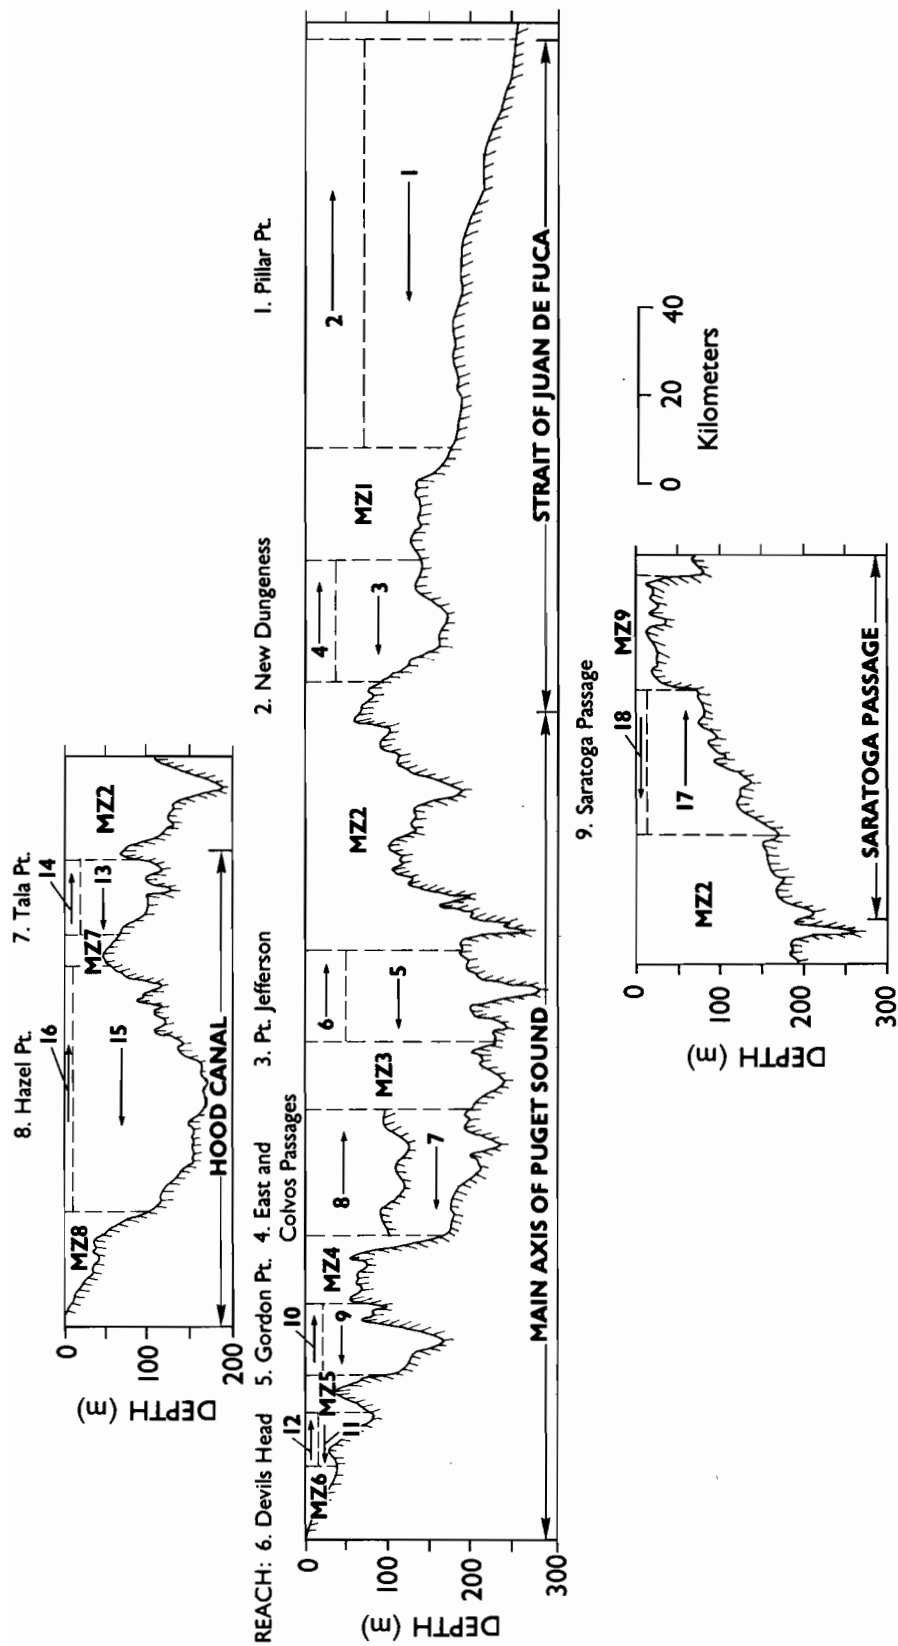 8. Hazel Pt.
7. Tala Pt.
16
14
MZ8
15
MZ7
13
MZ2
HOOD CANAL
0
100
200
DEPTH (m)
REACH: 6. Devils Head
5. Gordon Pt.
4. East and
Colvos Passages
3. Pt. Jefferson
2. New Dungeness
1. Pillar Pt.
MZ6
12
11
MZ5
10
9
MZ4
8
7
MZ3
6
5
MZ2
4
3
MZ1
2
1
MAIN AXIS OF PUGET SOUND
STRAIT OF JUAN DE FUCA
0
100
200
300
DEPTH (m)
9. Saratoga Passage
MZ2
18
17
MZ9
SARATOGA PASSAGE
0
100
200
300
DEPTH (m)
0
20
40
Kilometers